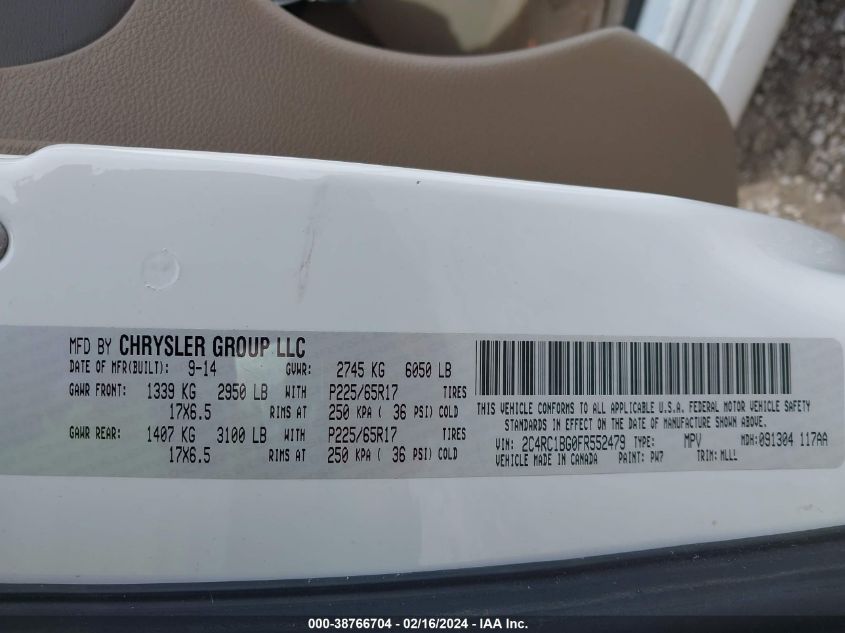 MFD BY CHRYSLER GROUP LLC
DATE OF MFR(BUILT): 9-14 GVWR: 2745 KG 6050 LB
GAWR FRONT: 1339 KG 2950 LB WITH P225/65R17 TIRES
17X6.5 RIMS AT 250 KPA ( 36 PSI) COLD
GAWR REAR: 1407 KG 3100 LB WITH P225/65R17 TIRES
17X6.5 RIMS AT 250 KPA ( 36 PSI) COLD
THIS VEHICLE CONFORMS TO ALL APPLICABLE U.S.A. FEDERAL MOTOR VEHICLE SAFETY
STANDARDS IN EFFECT ON THE DATE OF MANUFACTURE SHOWN ABOVE.
VIN: 2C4RC1BG0FR552479 TYPE: MPV MDH:091304 117AA
VEHICLE MADE IN CANADA PAINT: PW7 TRIM: MLL1
000-38766704 - 02/16/2024 - IAA Inc.